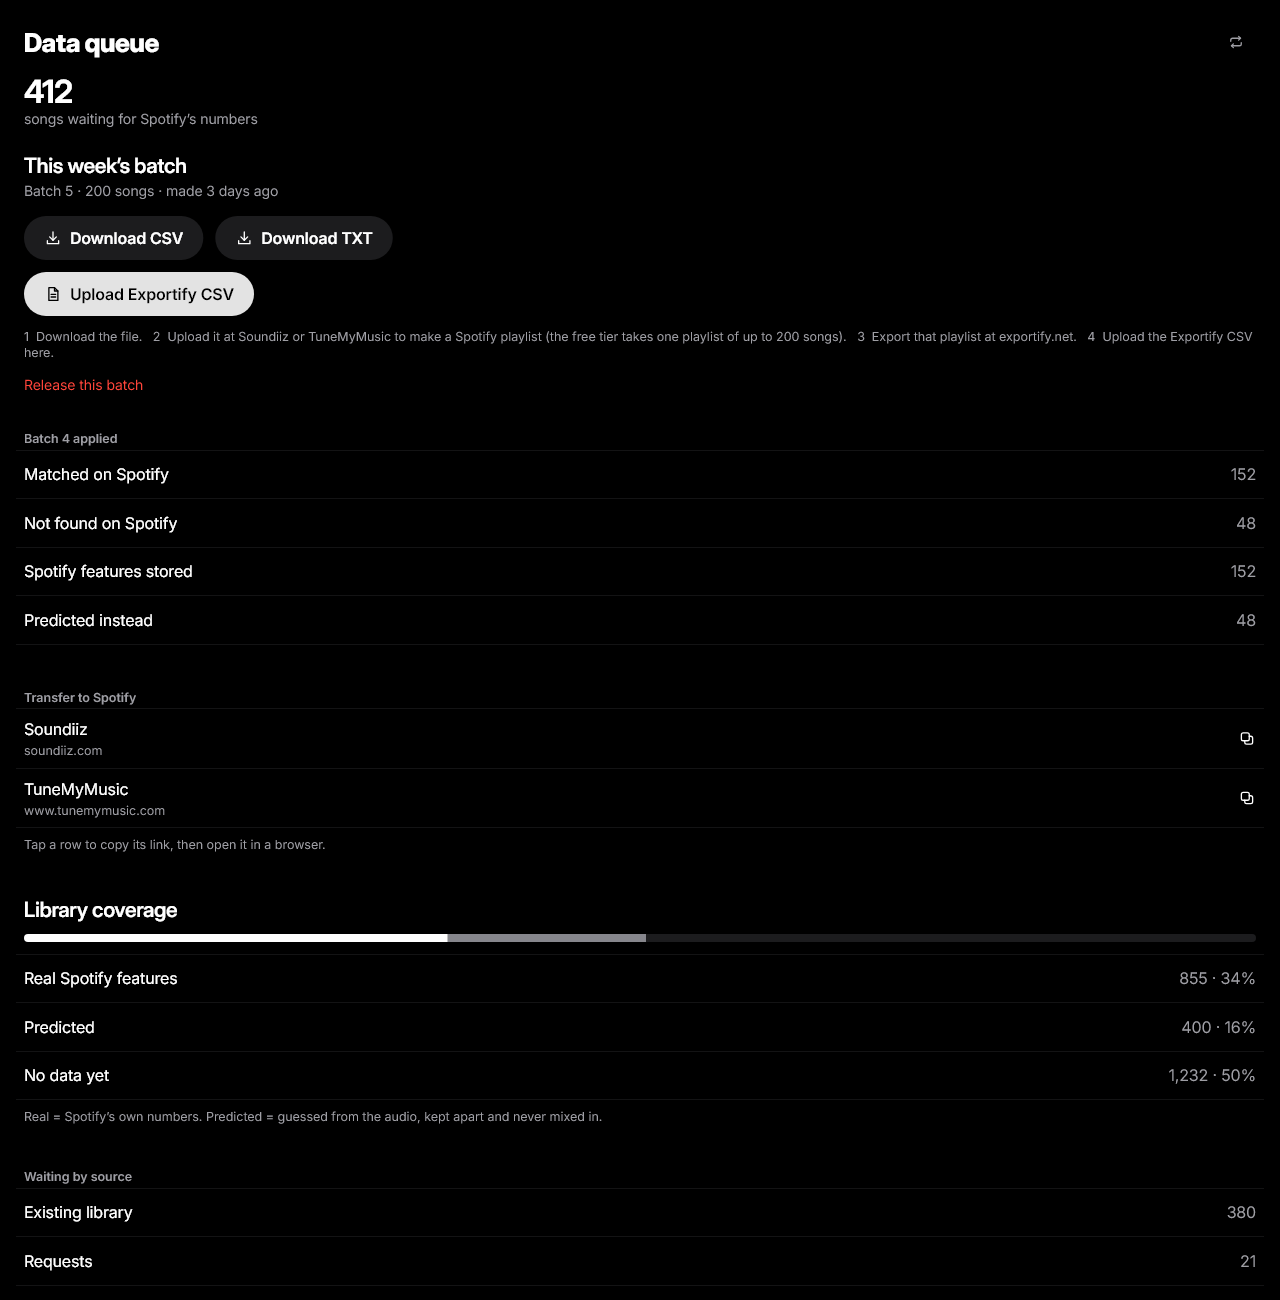 Data queue
412
songs waiting for Spotify’s numbers
This week’s batch
Batch 5 · 200 songs · made 3 days ago
Download CSV
Download TXT
Upload Exportify CSV
1 Download the file. 2 Upload it at Soundiiz or TuneMyMusic to make a Spotify playlist (the free tier takes one playlist of up to 200 songs). 3 Export that playlist at exportify.net. 4 Upload the Exportify CSV
here.
Release this batch
Batch 4 applied
Matched on Spotify 152
Not found on Spotify 48
Spotify features stored 152
Predicted instead 48
Transfer to Spotify
Soundiiz
soundiiz.com
TuneMyMusic
www.tunemymusic.com
Tap a row to copy its link, then open it in a browser.
Library coverage
Real Spotify features 855 · 34%
Predicted 400 · 16%
No data yet 1,232 · 50%
Real = Spotify’s own numbers. Predicted = guessed from the audio, kept apart and never mixed in.
Waiting by source
Existing library 380
Requests 21